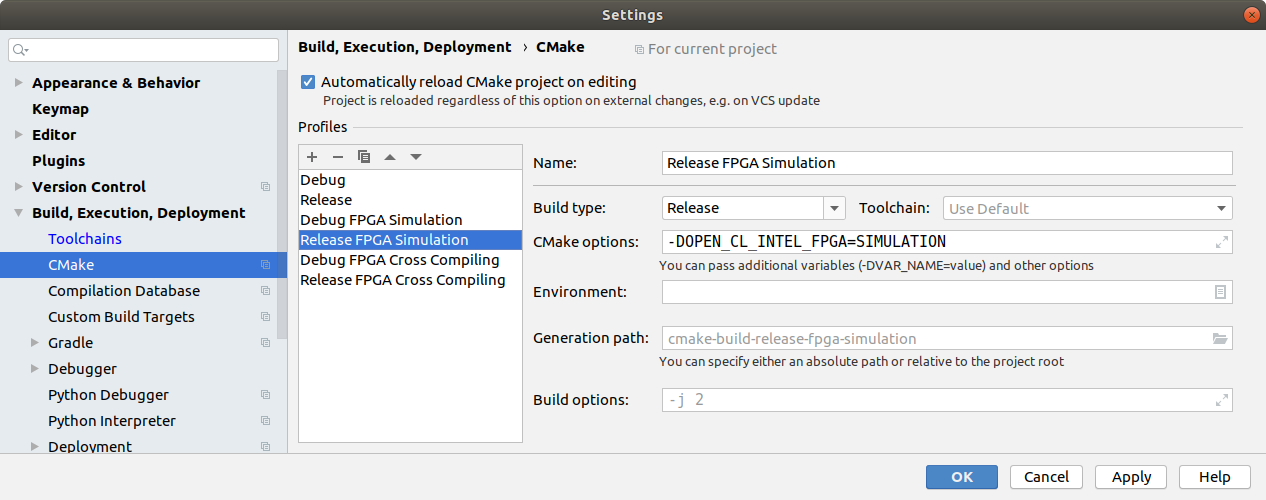 Settings
Appearance & Behavior
Keymap
Editor
Plugins
Version Control
Build, Execution, Deployment
Toolchains
CMake
Compilation Database
Custom Build Targets
Gradle
Debugger
Python Debugger
Python Interpreter
Deployment
Build, Execution, Deployment › CMake For current project
Automatically reload CMake project on editing
Project is reloaded regardless of this option on external changes, e.g. on VCS update
Profiles
Debug
Release
Debug FPGA Simulation
Release FPGA Simulation
Debug FPGA Cross Compiling
Release FPGA Cross Compiling
Name: Release FPGA Simulation
Build type: Release Toolchain: Use Default
CMake options: -DOPEN_CL_INTEL_FPGA=SIMULATION
You can pass additional variables (-DVAR_NAME=value) and other options
Environment:
Generation path: cmake-build-release-fpga-simulation
You can specify either an absolute path or relative to the project root
Build options: -j 2
OK Cancel Apply Help